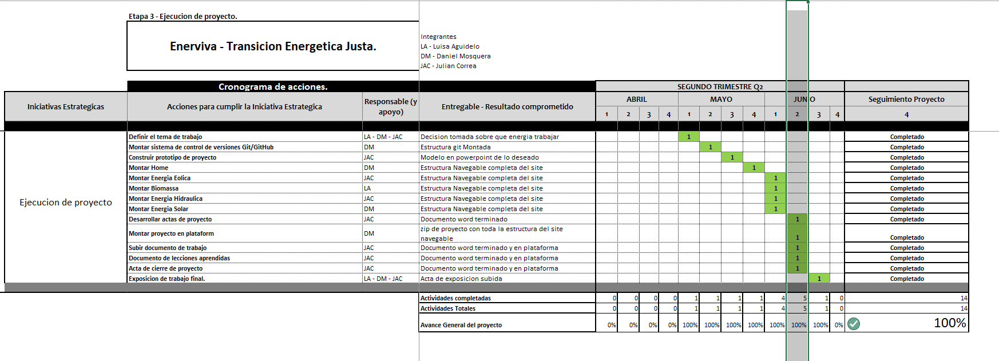 Etapa 3 - Ejecucion de proyecto.
Enerviva - Transicion Energetica Justa.
Integrantes
LA - Luisa Aguidelo
DM - Daniel Mosquera
JAC - Julian Correa
Cronograma de acciones.
SEGUNDO TRIMESTRE Q2
Iniciativas Estrategicas
Acciones para cumplir la Iniciativa Estrategica
Responsable (y
apoyo)
Entregable - Resultado comprometido
ABRIL MAYO JUNIO
Seguimiento Proyecto
1 2 3 4 1 2 3 4 1 2 3 4 4
Ejecucion de proyecto
Definir el tema de trabajo LA - DM - JAC Decision tomada sobre que energia trabajar 1 Completado
Montar sistema de control de versiones Git/GitHub DM Estructura git Montada 1 Completado
Construir prototipo de proyecto JAC Modelo en powerpoint de lo deseado 1 Completado
Montar Home DM Estructura Navegable completa del site 1 Completado
Montar Energia Eolica JAC Estructura Navegable completa del site 1 Completado
Montar Biomassa LA Estructura Navegable completa del site 1 Completado
Montar Energia Hidraulica JAC Estructura Navegable completa del site 1 Completado
Montar Energia Solar DM Estructura Navegable completa del site 1 Completado
Desarrollar actas de proyecto JAC Documento word terminado 1 Completado
Montar proyecto en plataform DM zip de proyecto con toda la estructura del site
navegable 1 Completado
Subir documento de trabajo JAC Documento word terminado y en plataforma 1 Completado
Documento de lecciones aprendidas JAC Documento word terminado y en plataforma 1 Completado
Acta de cierre de proyecto JAC Documento word terminado y en plataforma 1 Completado
Exposicion de trabajo final. LA - DM - JAC Acta de exposicion subida 1 Completado
Actividades completadas 0 0 0 0 1 1 1 1 4 5 1 0 14
Actividades Totales 0 0 0 0 1 1 1 1 4 5 1 0 14
Avance General del proyecto 0% 0% 0% 0% 100% 100% 100% 100% 100% 100% 100% 0% 100%